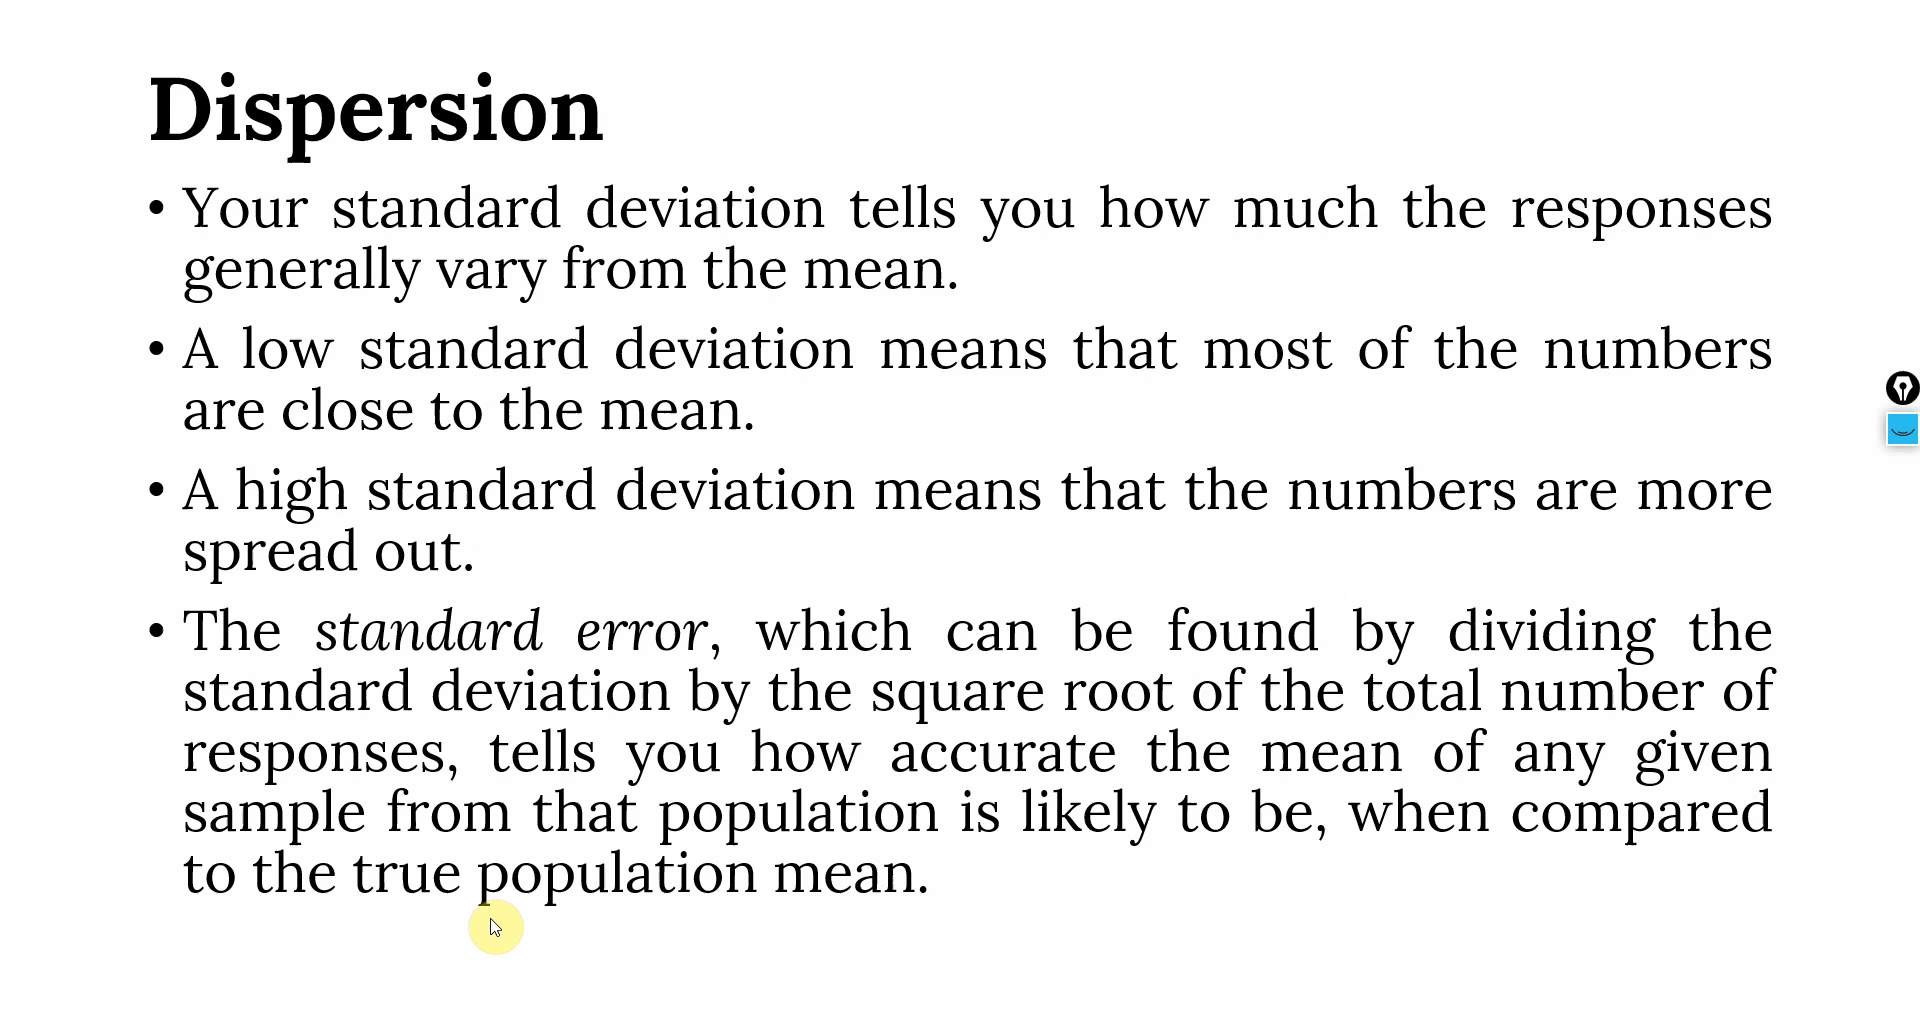 Dispersion
• Your standard deviation tells you how much the responses
generally vary from the mean.
• A low standard deviation means that most of the numbers
are close to the mean.
• A high standard deviation means that the numbers are more
spread out.
• The standard error, which can be found by dividing the
standard deviation by the square root of the total number of
responses, tells you how accurate the mean of any given
sample from that population is likely to be, when compared
to the true population mean.